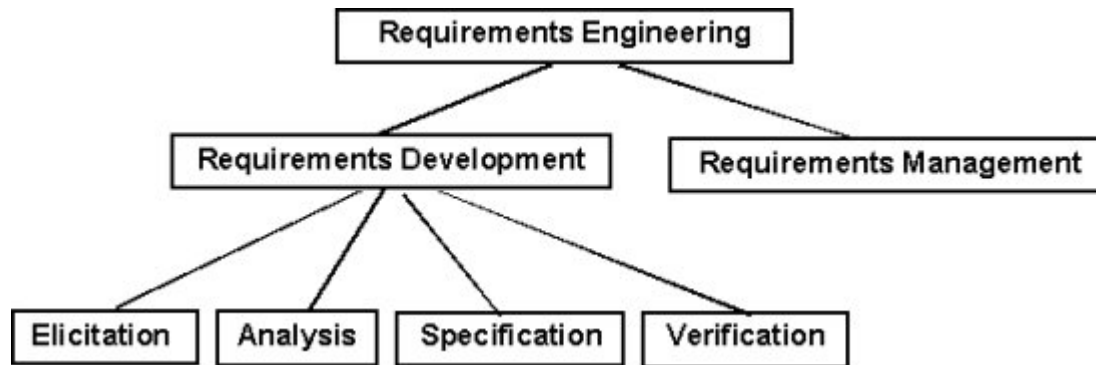 Requirements Engineering
Requirements Development
Requirements Management
Elicitation
Analysis
Specification
Verification